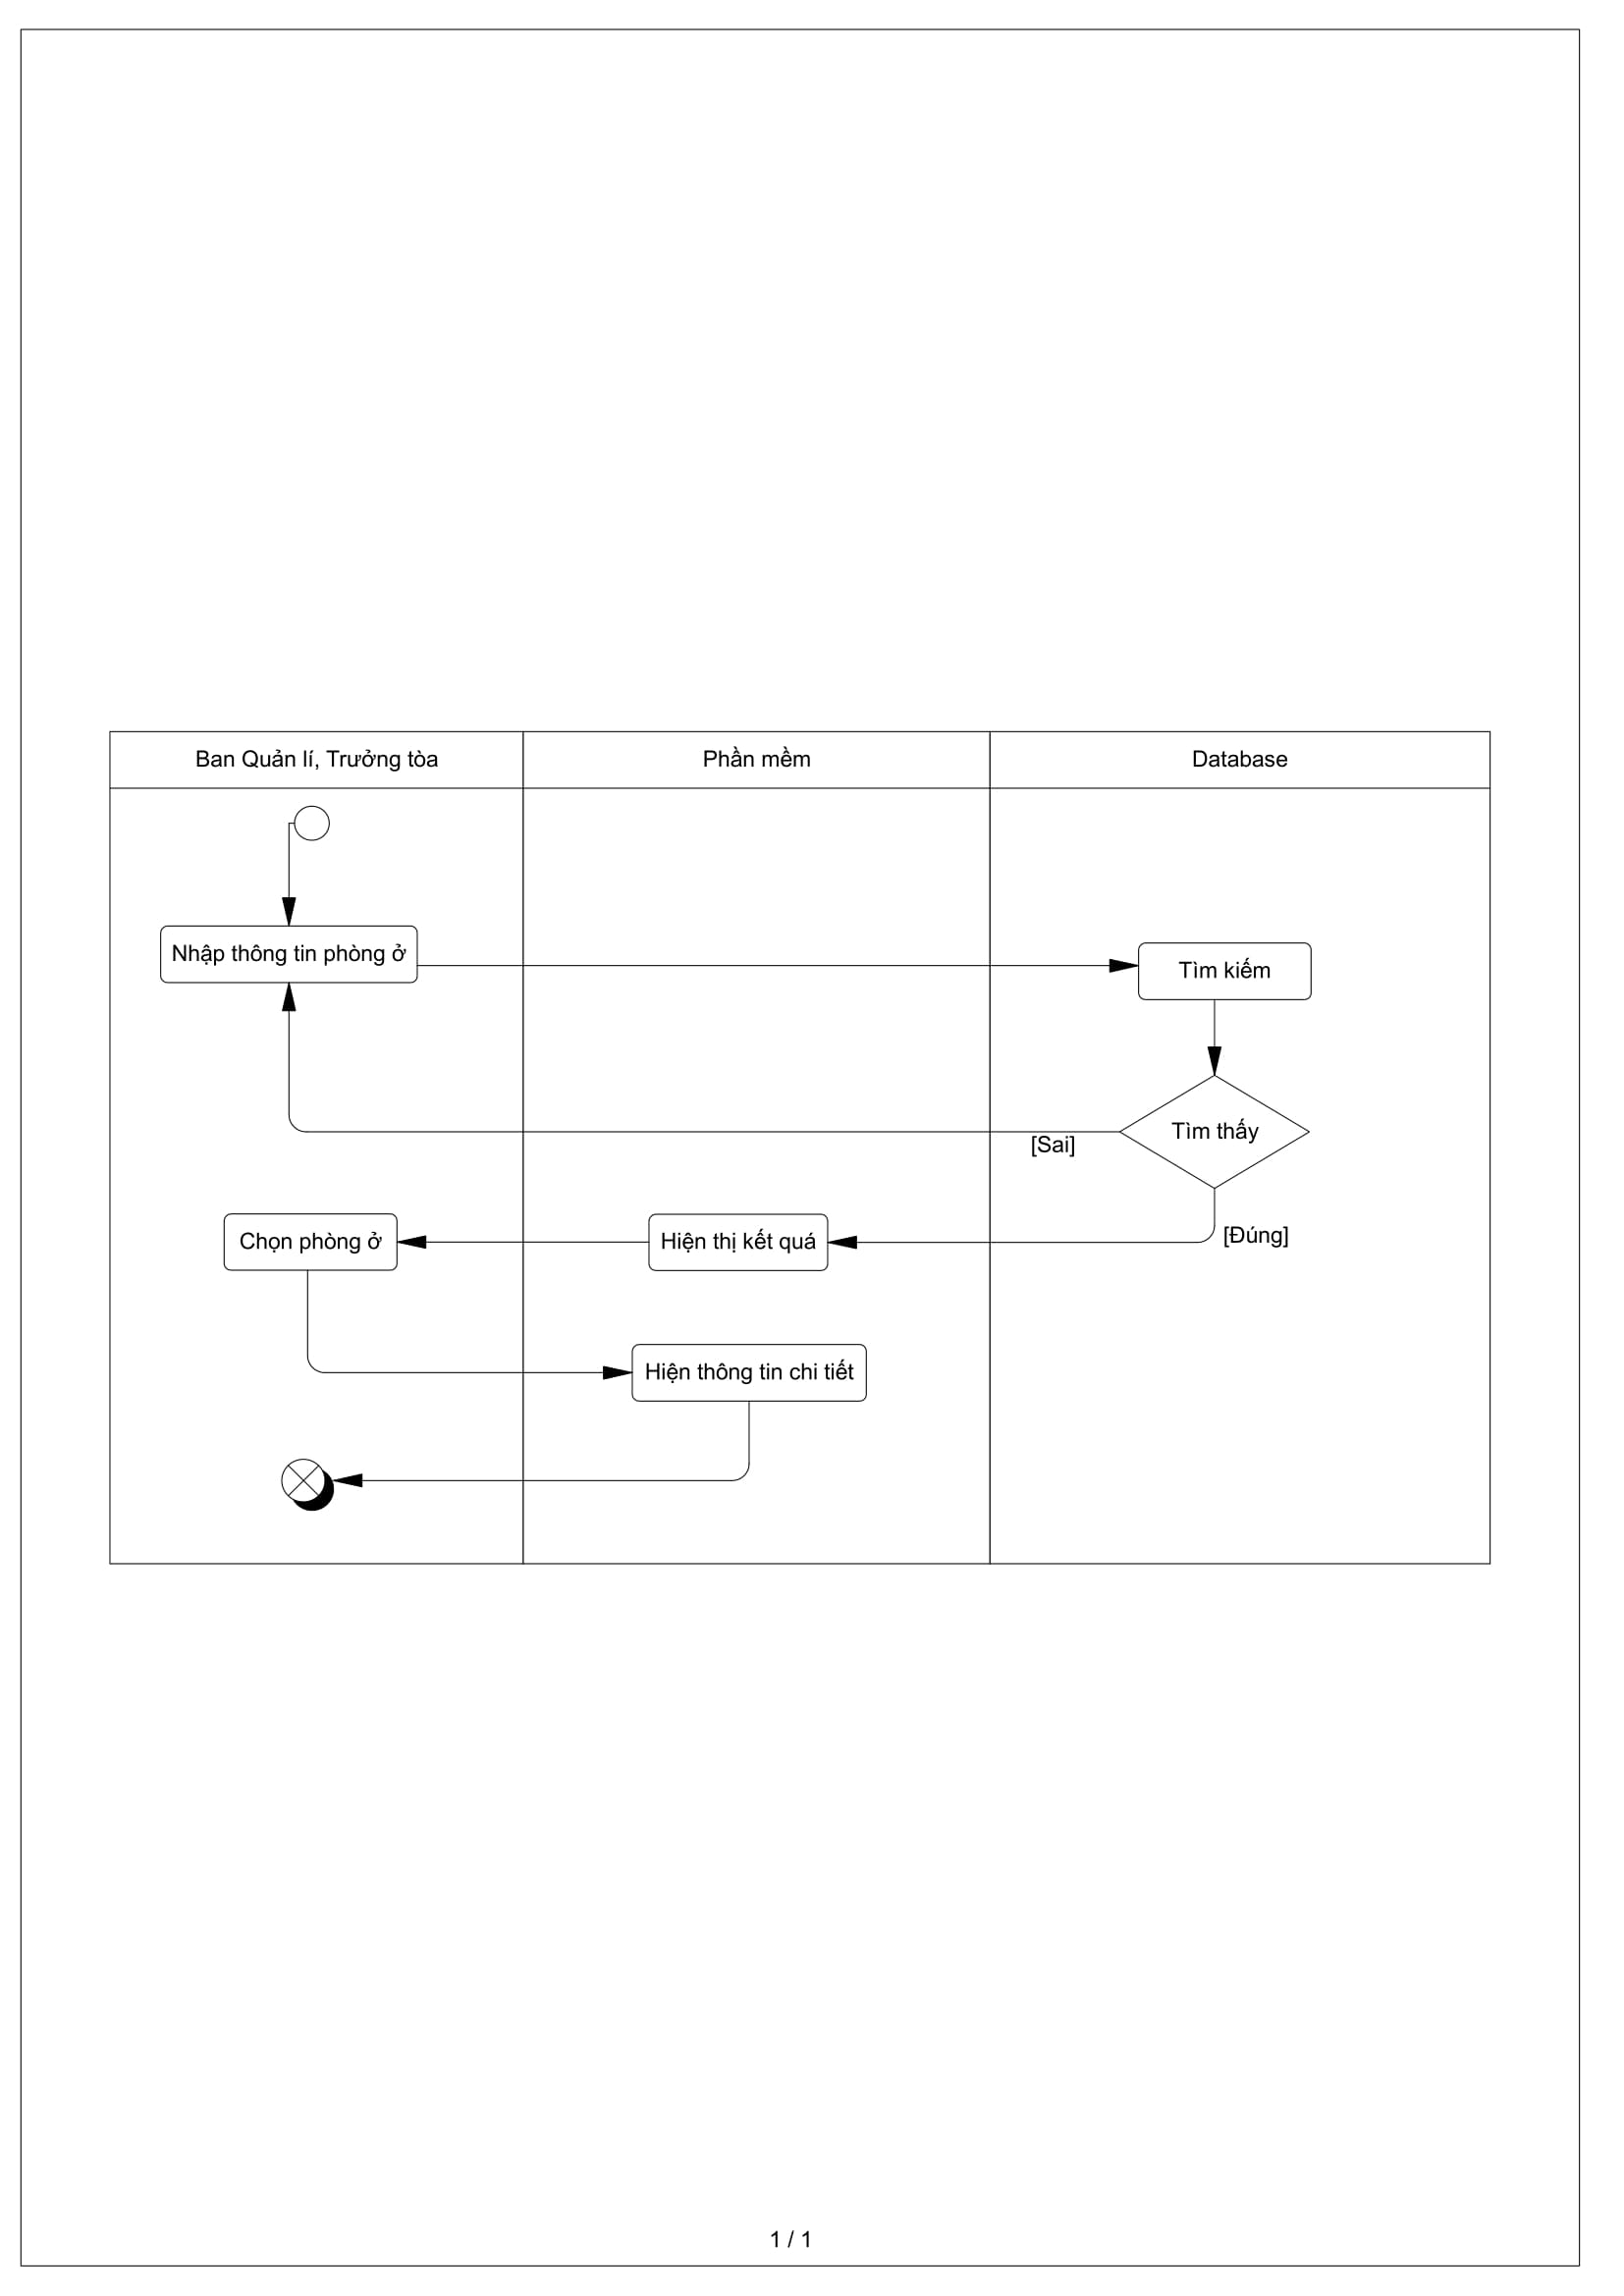 Ban Quản lí, Trưởng tòa
Phần mềm
Database
Nhập thông tin phòng ở
Tìm kiếm
Tìm thấy
[Sai]
[Đúng]
Hiện thị kết quá
Chọn phòng ở
Hiện thông tin chi tiết
1 / 1